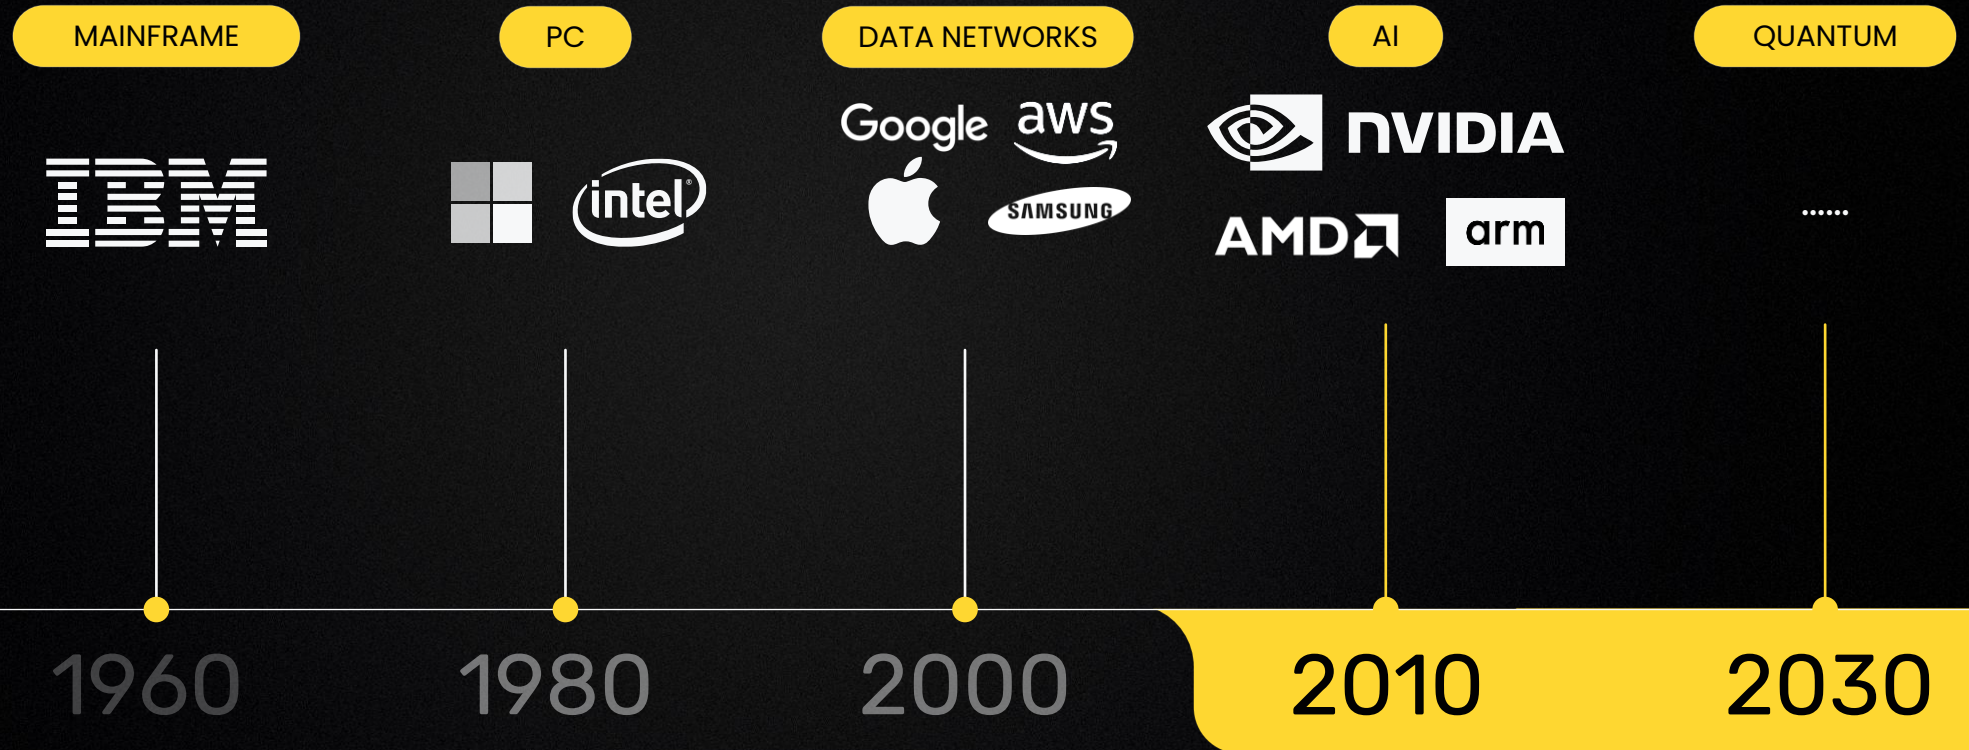 MAINFRAME
PC
DATA NETWORKS
AI
QUANTUM
IBM
intel®
Google
aws
SAMSUNG
NVIDIA
AMD
arm
......
1960
1980
2000
2010
2030